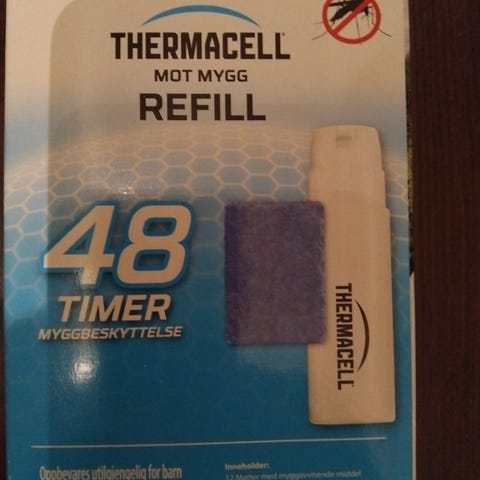 THERMACELL®
MOT MYGG
REFILL
48
TIMER
MYGGBESKYTTELSE
THERMACELL
Oppbevares utilgjengelig for barn
Inneholder:
12 Matter med myggavvisende middel